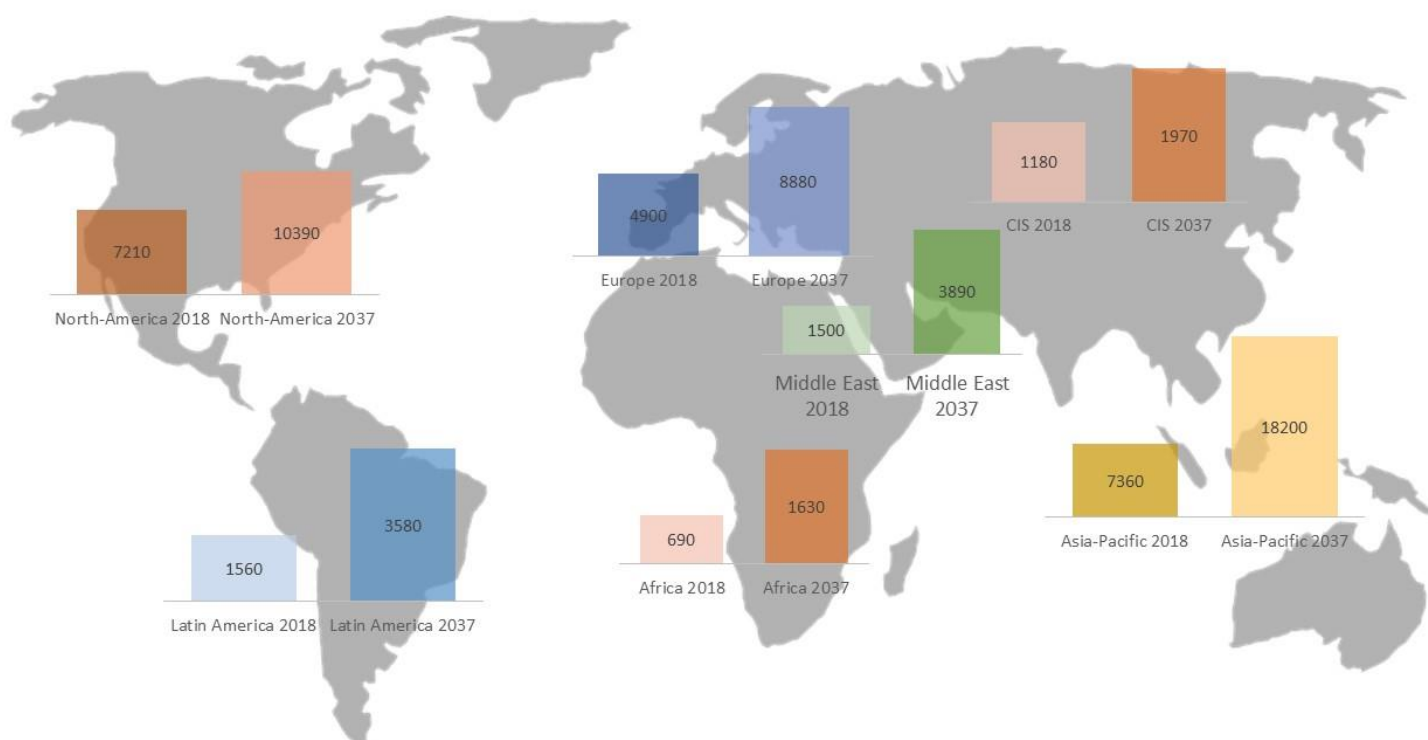 7210
10390
North-America 2018
North-America 2037
4900
8880
Europe 2018
Europe 2037
1180
1970
CIS 2018
CIS 2037
1500
3890
Middle East
2018
Middle East
2037
1560
3580
Latin America 2018
Latin America 2037
690
1630
Africa 2018
Africa 2037
7360
18200
Asia-Pacific 2018
Asia-Pacific 2037